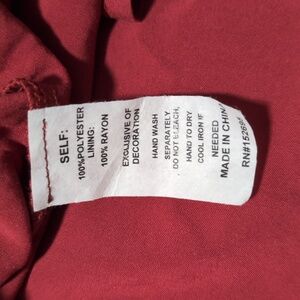 SELF:
100%POLYESTER
LINING:
100% RAYON
EXCLUSIVE OF
DECORATION
HAND WASH
SEPARATELY.
DO NOT BLEACH,
HAND TO DRY
COOL IRON IF
NEEDED
MADE IN CHINA